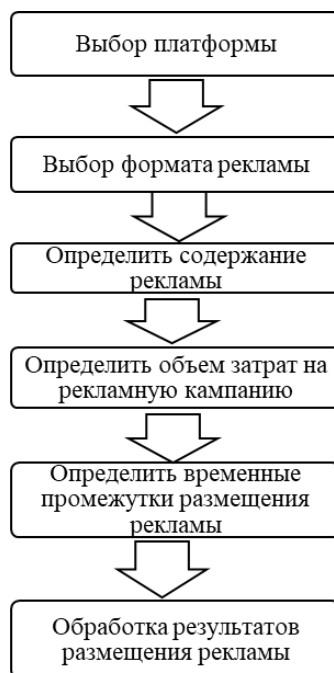 Выбор платформы
Выбор формата рекламы
Определить содержание
рекламы
Определить объем затрат на
рекламную кампанию
Определить временные
промежутки размещения
рекламы
Обработка результатов
размещения рекламы